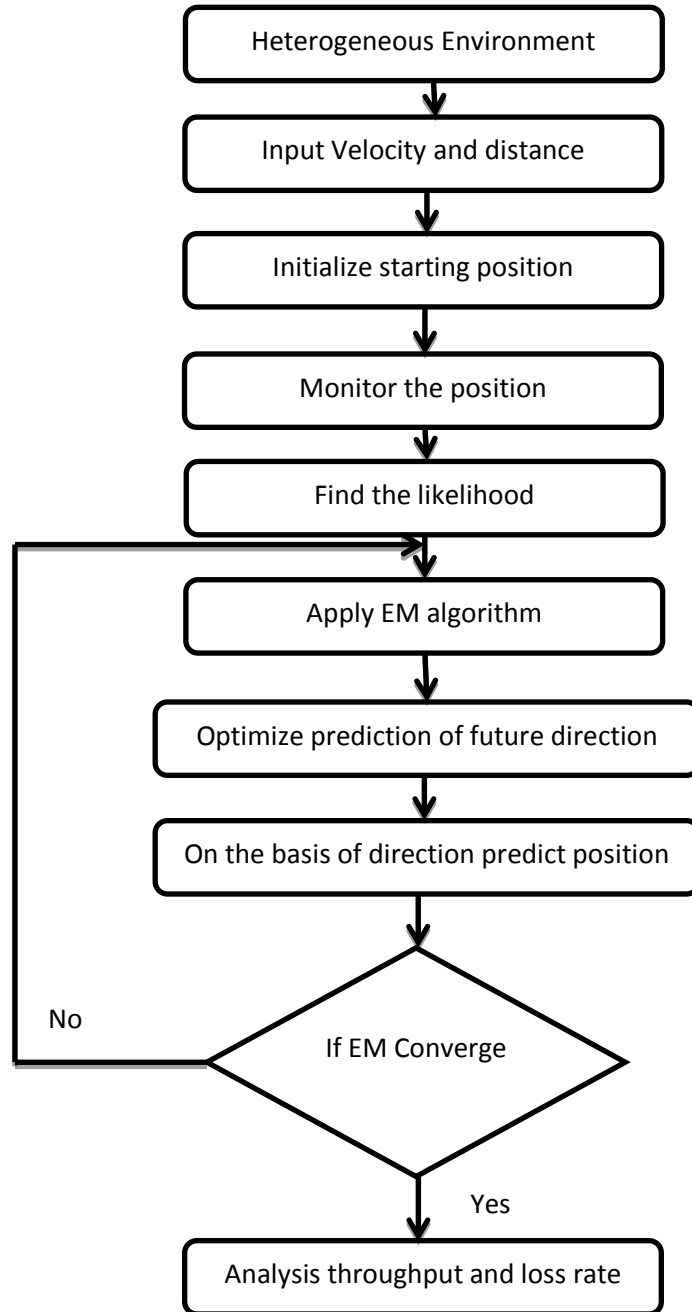 Heterogeneous Environment
Input Velocity and distance
Initialize starting position
Monitor the position
Find the likelihood
Apply EM algorithm
Optimize prediction of future direction
On the basis of direction predict position
No
If EM Converge
Yes
Analysis throughput and loss rate